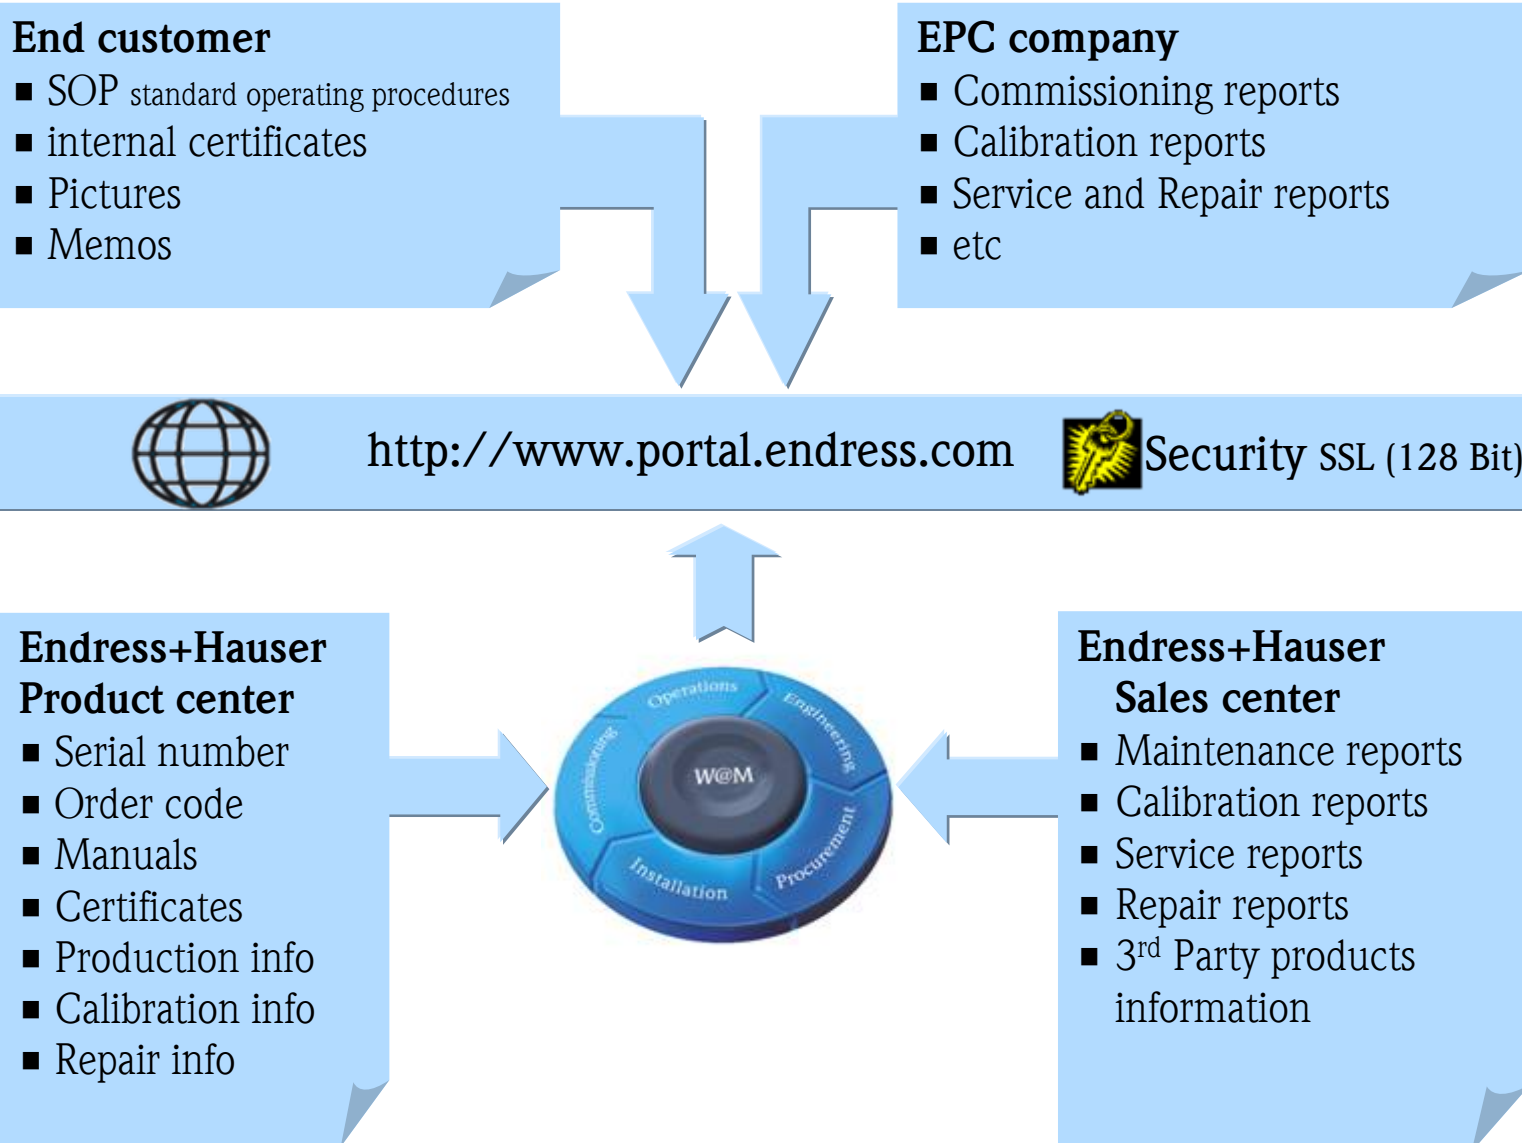 End customer
■ SOP standard operating procedures
■ internal certificates
■ Pictures
■ Memos
EPC company
■ Commissioning reports
■ Calibration reports
■ Service and Repair reports
■ etc
http://www.portal.endress.com
Security SSL (128 Bit)
Endress+Hauser
Product center
■ Serial number
■ Order code
■ Manuals
■ Certificates
■ Production info
■ Calibration info
■ Repair info
Operations
Engineering
Procurement
Installation
Commissioning
W@M
Endress+Hauser
Sales center
■ Maintenance reports
■ Calibration reports
■ Service reports
■ Repair reports
■ 3rd Party products
information